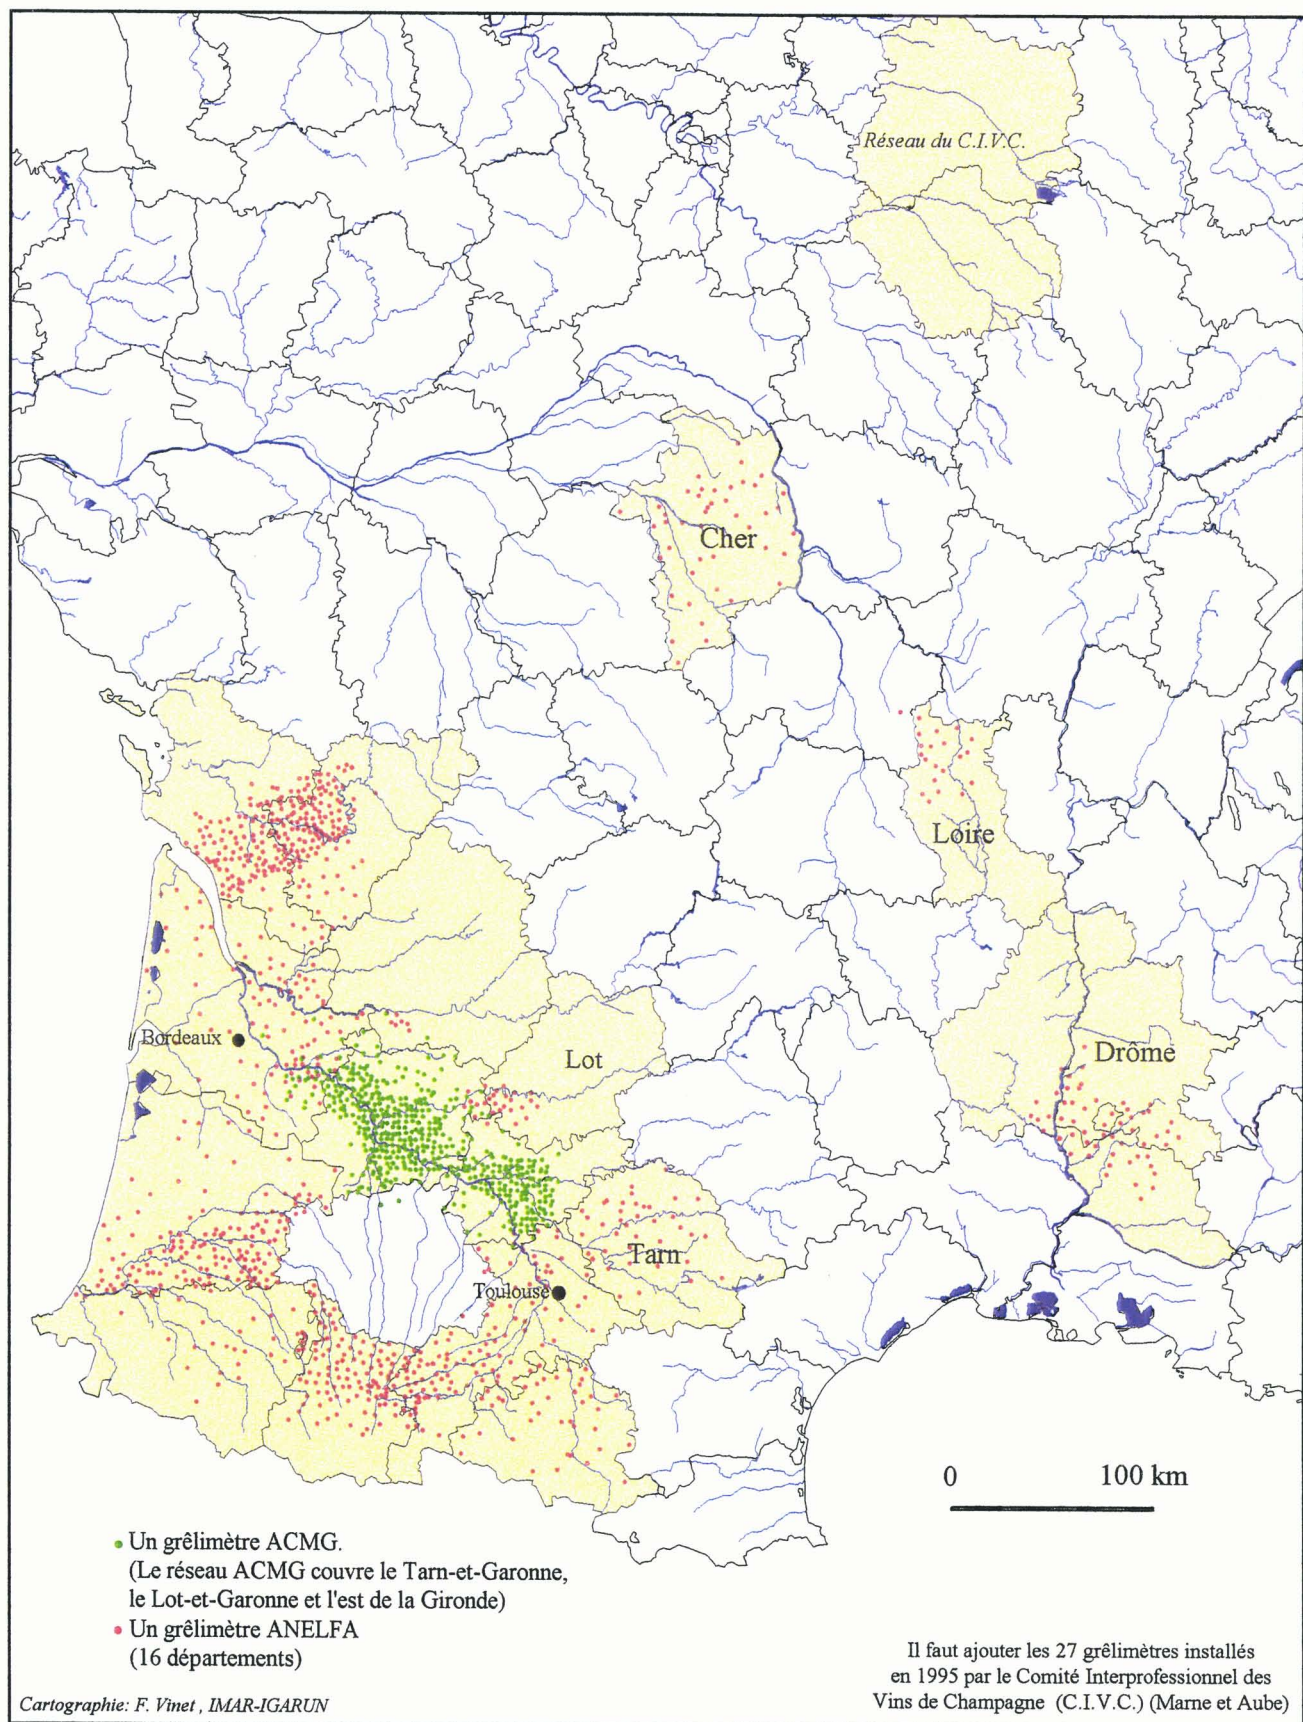 Réseau du C.I.V.C.
Cher
Loire
Bordeaux
Lot
Drôme
Tarn
Toulouse
0 100 km
Un grêlimètre ACMG.
(Le réseau ACMG couvre le Tarn-et-Garonne,
le Lot-et-Garonne et l'est de la Gironde)
Un grêlimètre ANELFA
(16 départements)
Il faut ajouter les 27 grêlimètres installés
en 1995 par le Comité Interprofessionnel des
Vins de Champagne (C.I.V.C.) (Marne et Aube)
Cartographie: F. Vinet , IMAR-IGARUN